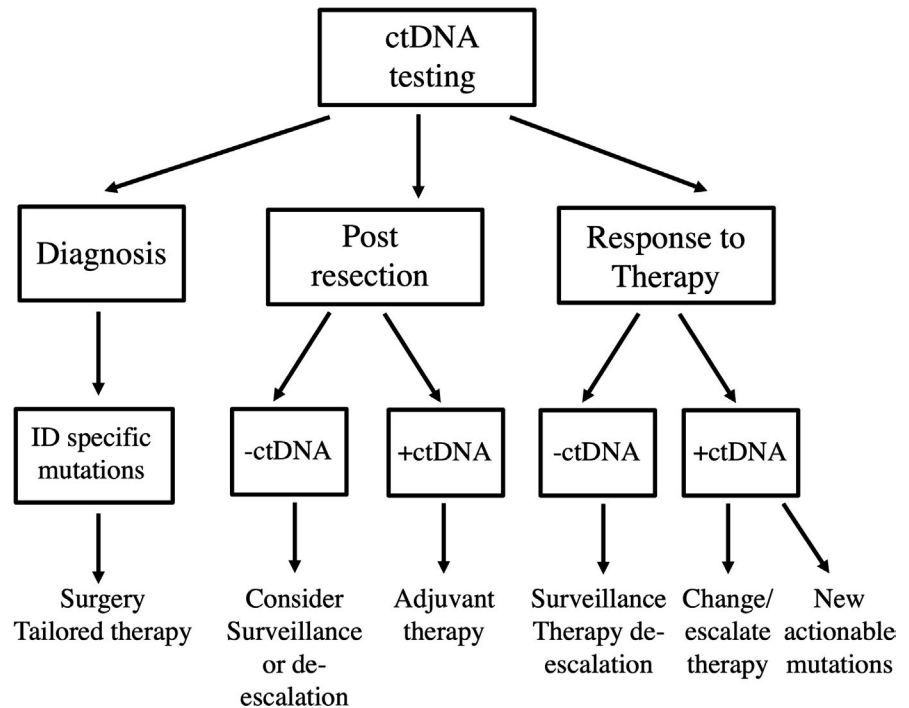 ctDNA
testing
Diagnosis
Post
resection
Response to
Therapy
ID specific
mutations
-ctDNA
+ctDNA
-ctDNA
+ctDNA
Surgery
Tailored therapy
Consider
Surveillance
or de-
escalation
Adjuvant
therapy
Surveillance
Therapy de-
escalation
Change/
escalate
therapy
New
actionable
mutations